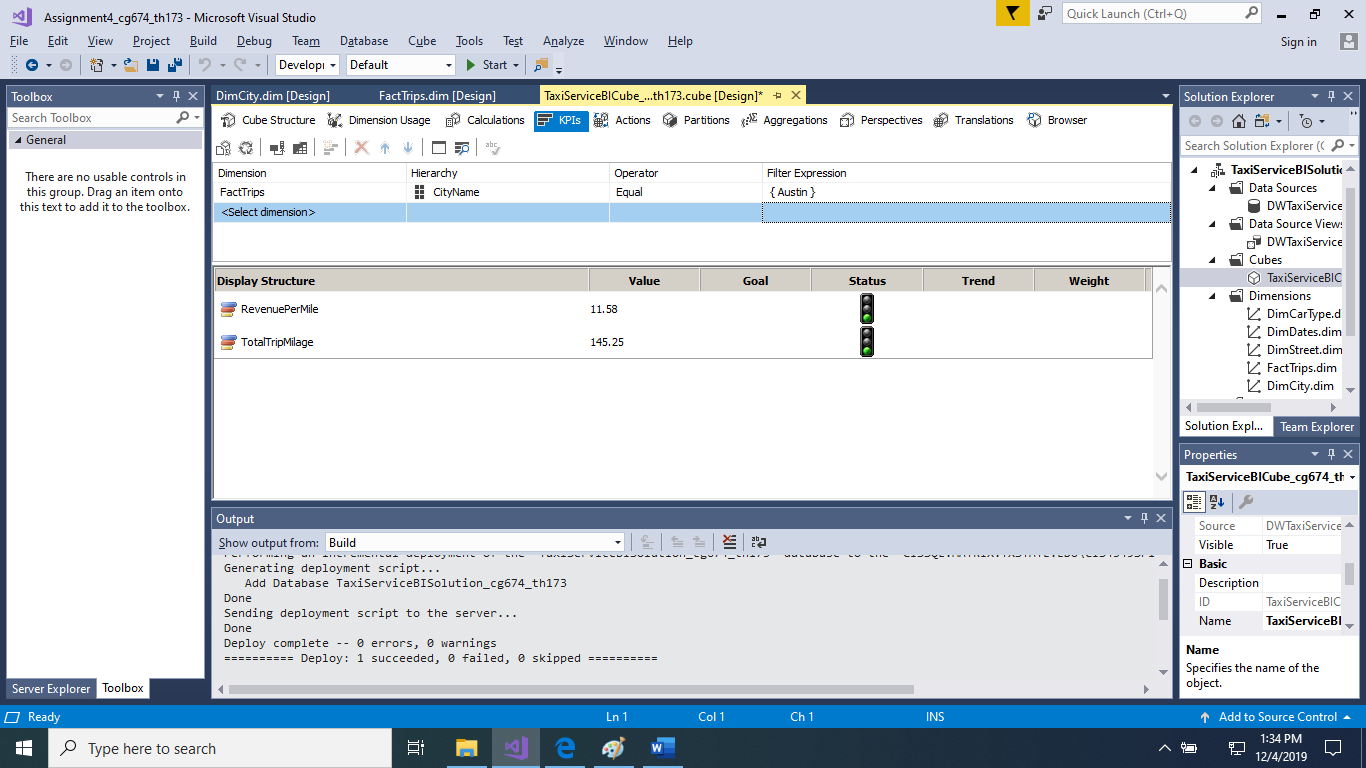 Assignment4_cg674_th173 - Microsoft Visual Studio
Quick Launch (Ctrl+Q)
File Edit View Project Build Debug Team Database Cube Tools Test Analyze Window Help
Sign in
Developı Default Start
Toolbox
Search Toolbox
General
There are no usable controls in
this group. Drag an item onto
this text to add it to the toolbox.
Server Explorer Toolbox
DimCity.dim [Design] FactTrips.dim [Design] TaxiServiceBICube_...th173.cube [Design]*
Cube Structure Dimension Usage Calculations KPIs Actions Partitions Aggregations Perspectives Translations Browser
Dimension Hierarchy Operator Filter Expression
FactTrips CityName Equal { Austin }
<Select dimension>
Display Structure Value Goal Status Trend Weight
RevenuePerMile 11.58
TotalTripMilage 145.25
Output
Show output from: Build
Generating deployment script...
Add Database TaxiServiceBISolution_cg674_th173
Done
Sending deployment script to the server...
Done
Deploy complete -- 0 errors, 0 warnings
========== Deploy: 1 succeeded, 0 failed, 0 skipped ==========
Solution Explorer
Search Solution Explorer (C
TaxiServiceBISoluti
Data Sources
DWTaxiService
Data Source Views
DWTaxiService
Cubes
TaxiServiceBIC
Dimensions
DimCarType.d
DimDates.dim
DimStreet.dim
FactTrips.dim
DimCity.dim
Solution Expl... Team Explorer
Properties
TaxiServiceBICube_cg674_th
Source DWTaxiService
Visible True
Basic
Description
ID TaxiServiceBIC
Name TaxiServiceBI
Name
Specifies the name of the
object.
Ready Ln 1 Col 1 Ch 1 INS Add to Source Control
Type here to search
1:34 PM
12/4/2019